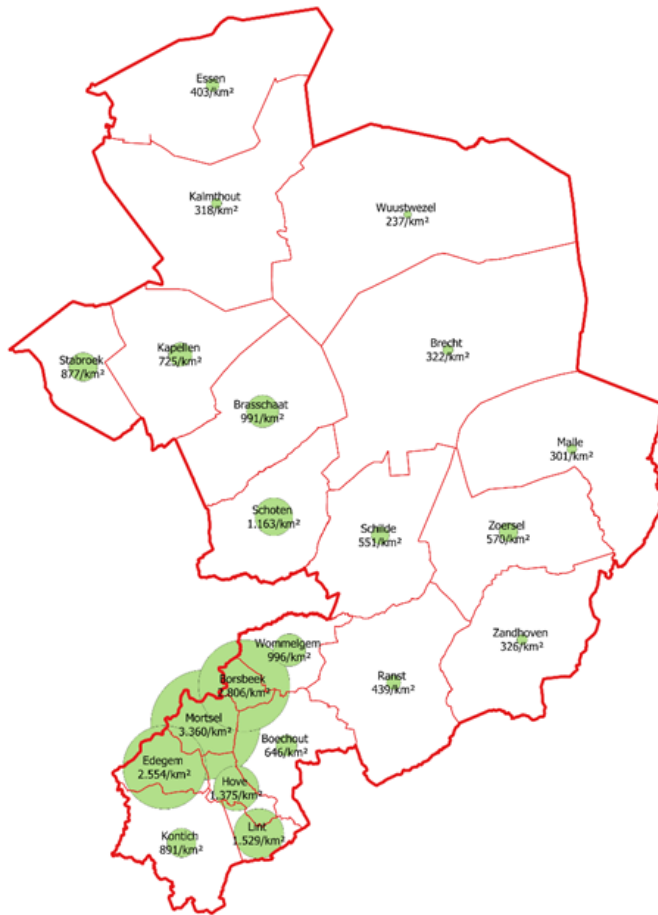 Essen
403/km²
Kalmthout
318/km²
Wuustwezel
237/km²
Brecht
322/km²
Kapellen
725/km²
Stabroek
877/km²
Brasschaat
991/km²
Malle
301/km²
Schoten
1.163/km²
Schilde
551/km²
Zoersel
570/km²
Zandhoven
326/km²
Wommelgem
996/km²
Ranst
439/km²
Borsbeek
2.806/km²
Mortsel
3.360/km²
Boechout
646/km²
Edegem
2.554/km²
Hove
1.375/km²
Lint
1.529/km²
Kontich
891/km²